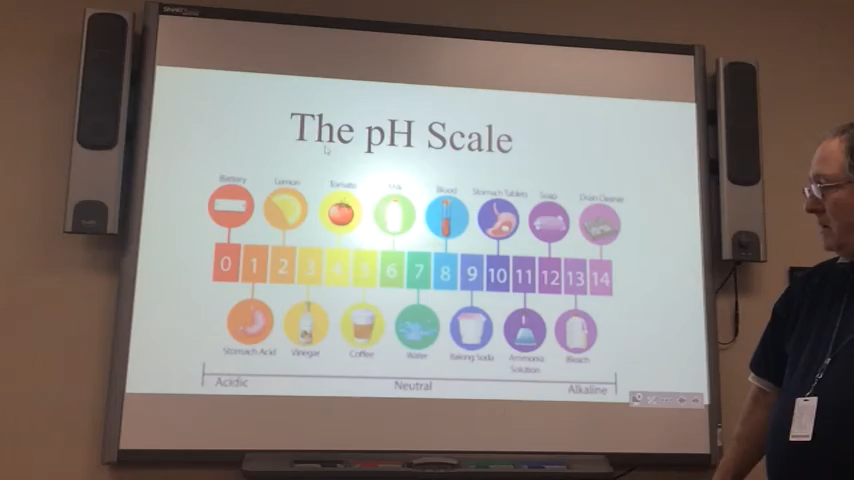 The pH Scale
Battery Lemon Tomato Milk Blood Stomach Tablets Soap Drain Cleaner
0 1 2 3 4 5 6 7 8 9 10 11 12 13 14
Stomach Acid Vinegar Coffee Water Baking Soda Ammonia Solution Bleach
Acidic Neutral Alkaline